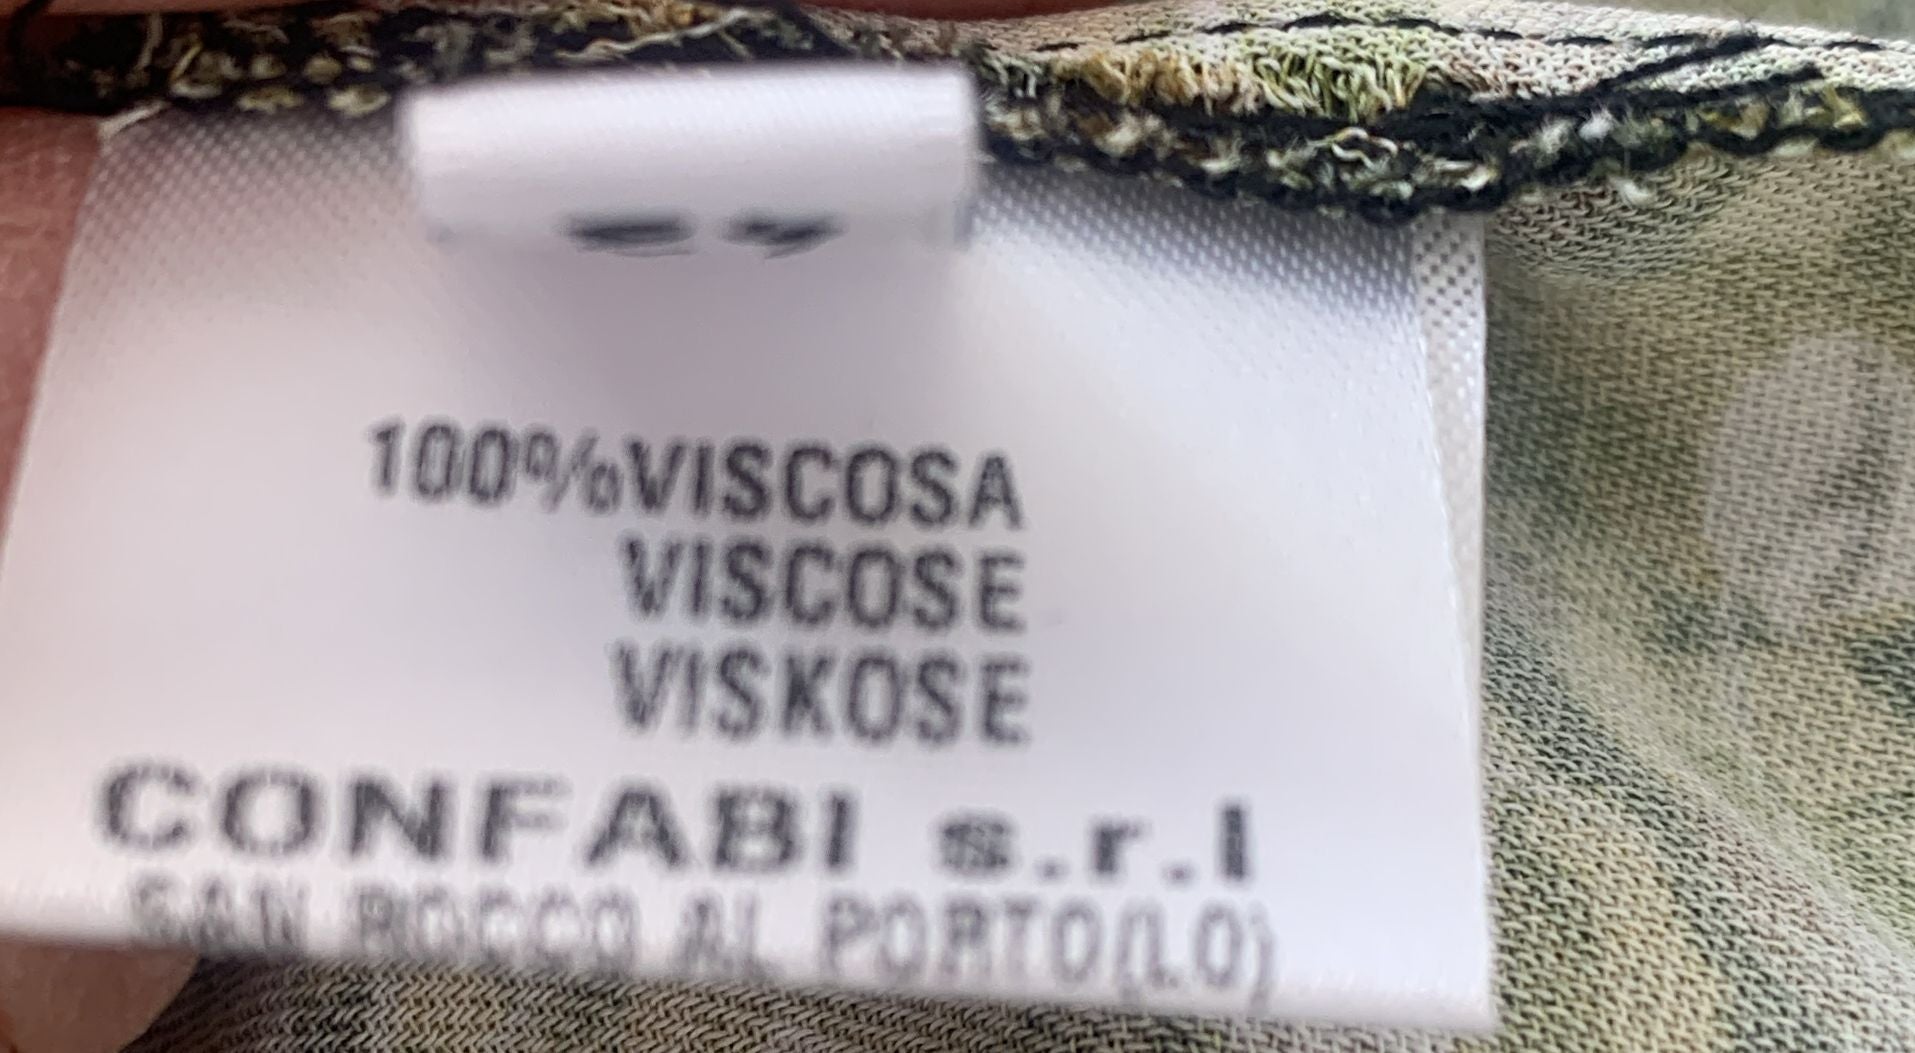 100%VISCOSA
VISCOSE
VISKOSE
CONFABI s.r.l
SAN ROCCO AL PORTO(LO)